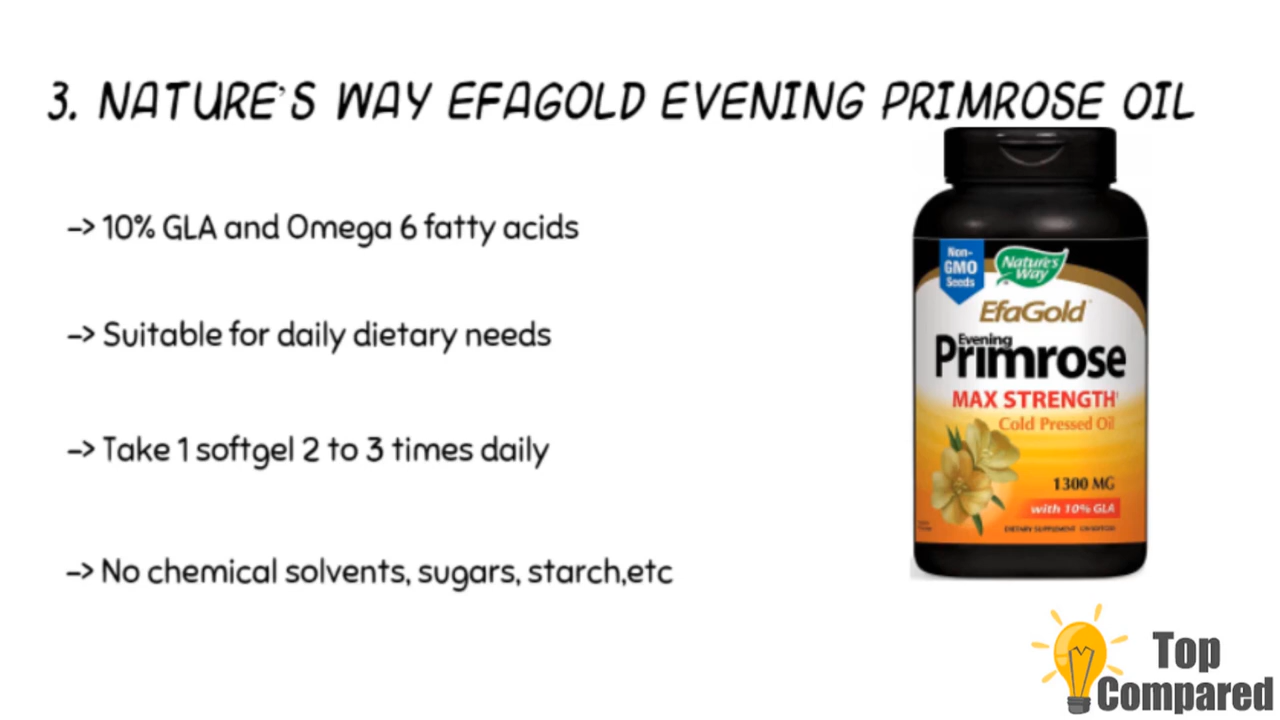 3. NATURE'S WAY EFAGOLD EVENING PRIMROSE OIL
-> 10% GLA and Omega 6 fatty acids
-> Suitable for daily dietary needs
-> Take 1 softgel 2 to 3 times daily
-> No chemical solvents, sugars, starch,etc
Non-
GMO
Seeds
Nature's
Way
EfaGold
Evening
Primrose
MAX STRENGTH
Cold Pressed Oil
1300 MG
with 10% GLA
DIETARY SUPPLEMENT
Top
Compared